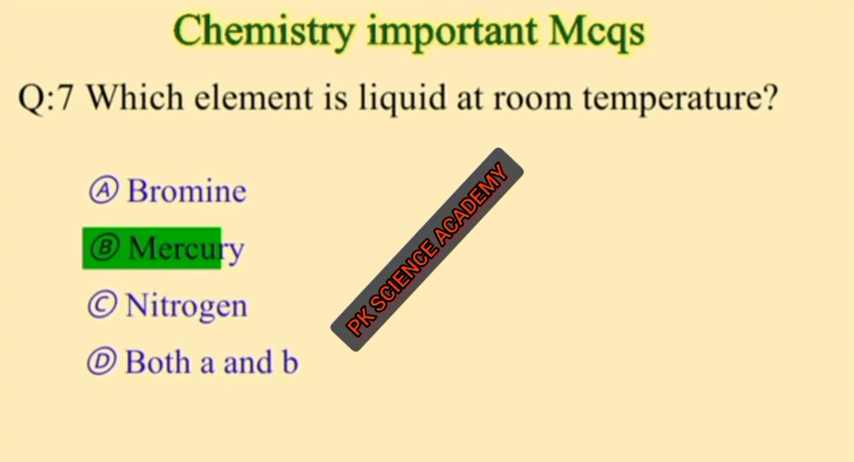 Chemistry important Mcqs
Q:7 Which element is liquid at room temperature?
Ⓐ Bromine
Ⓑ Mercury
Ⓒ Nitrogen
Ⓓ Both a and b
PK SCIENCE ACADEMY